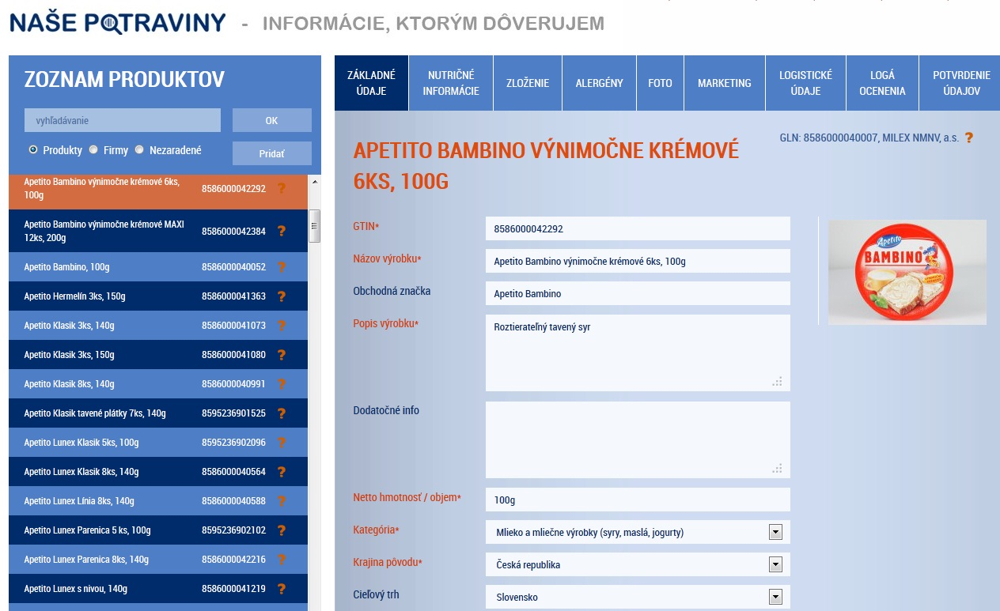 NAŠE POTRAVINY - INFORMÁCIE, KTORÝM DÔVERUJEM
ZOZNAM PRODUKTOV
vyhľadávanie OK
Produkty Firmy Nezaradené Pridať
Apetito Bambino výnimočne krémové 6ks,
100g 8586000042292 ?
Apetito Bambino výnimočne krémové MAXI
12ks, 200g 8586000042384 ?
Apetito Bambino, 100g 8586000040052 ?
Apetito Hermelín 3ks, 150g 8586000041363 ?
Apetito Klasik 3ks, 140g 8586000041073 ?
Apetito Klasik 3ks, 150g 8586000041080 ?
Apetito Klasik 8ks, 140g 8586000040991 ?
Apetito Klasik tavené plátky 7ks, 140g 8595236901525 ?
Apetito Lunex Klasik 5ks, 100g 8595236902096 ?
Apetito Lunex Klasik 8ks, 140g 8586000040564 ?
Apetito Lunex Línia 8ks, 140g 8586000040588 ?
Apetito Lunex Parenica 5 ks, 100g 8595236902102 ?
Apetito Lunex Parenica 8ks, 140g 8586000042216 ?
Apetito Lunex s nivou, 140g 8586000041219 ?
ZÁKLADNÉ
ÚDAJE
NUTRIČNÉ
INFORMÁCIE
ZLOŽENIE
ALERGÉNY
FOTO
MARKETING
LOGISTICKÉ
ÚDAJE
LOGÁ
OCENENIA
POTVRDENIE
ÚDAJOV
GLN: 8586000040007, MILEX NMNV, a.s. ?
APETITO BAMBINO VÝNIMOČNE KRÉMOVÉ
6KS, 100G
GTIN* 8586000042292
Názov výrobku* Apetito Bambino výnimočne krémové 6ks, 100g
Obchodná značka Apetito Bambino
Popis výrobku* Roztierateľný tavený syr
Dodatočné info
Netto hmotnosť / objem* 100g
Kategória* Mlieko a mliečne výrobky (syry, maslá, jogurty)
Krajina pôvodu* Česká republika
Cieľový trh Slovensko
Apetito
BAMBINO